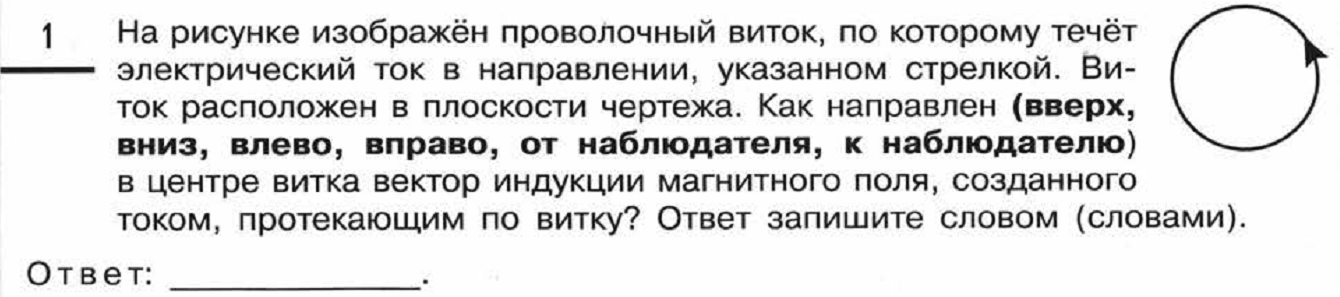 1 На рисунке изображён проволочный виток, по которому течёт
электрический ток в направлении, указанном стрелкой. Ви-
ток расположен в плоскости чертежа. Как направлен (вверх,
вниз, влево, вправо, от наблюдателя, к наблюдателю)
в центре витка вектор индукции магнитного поля, созданного
током, протекающим по витку? Ответ запишите словом (словами).
Ответ: ____________.